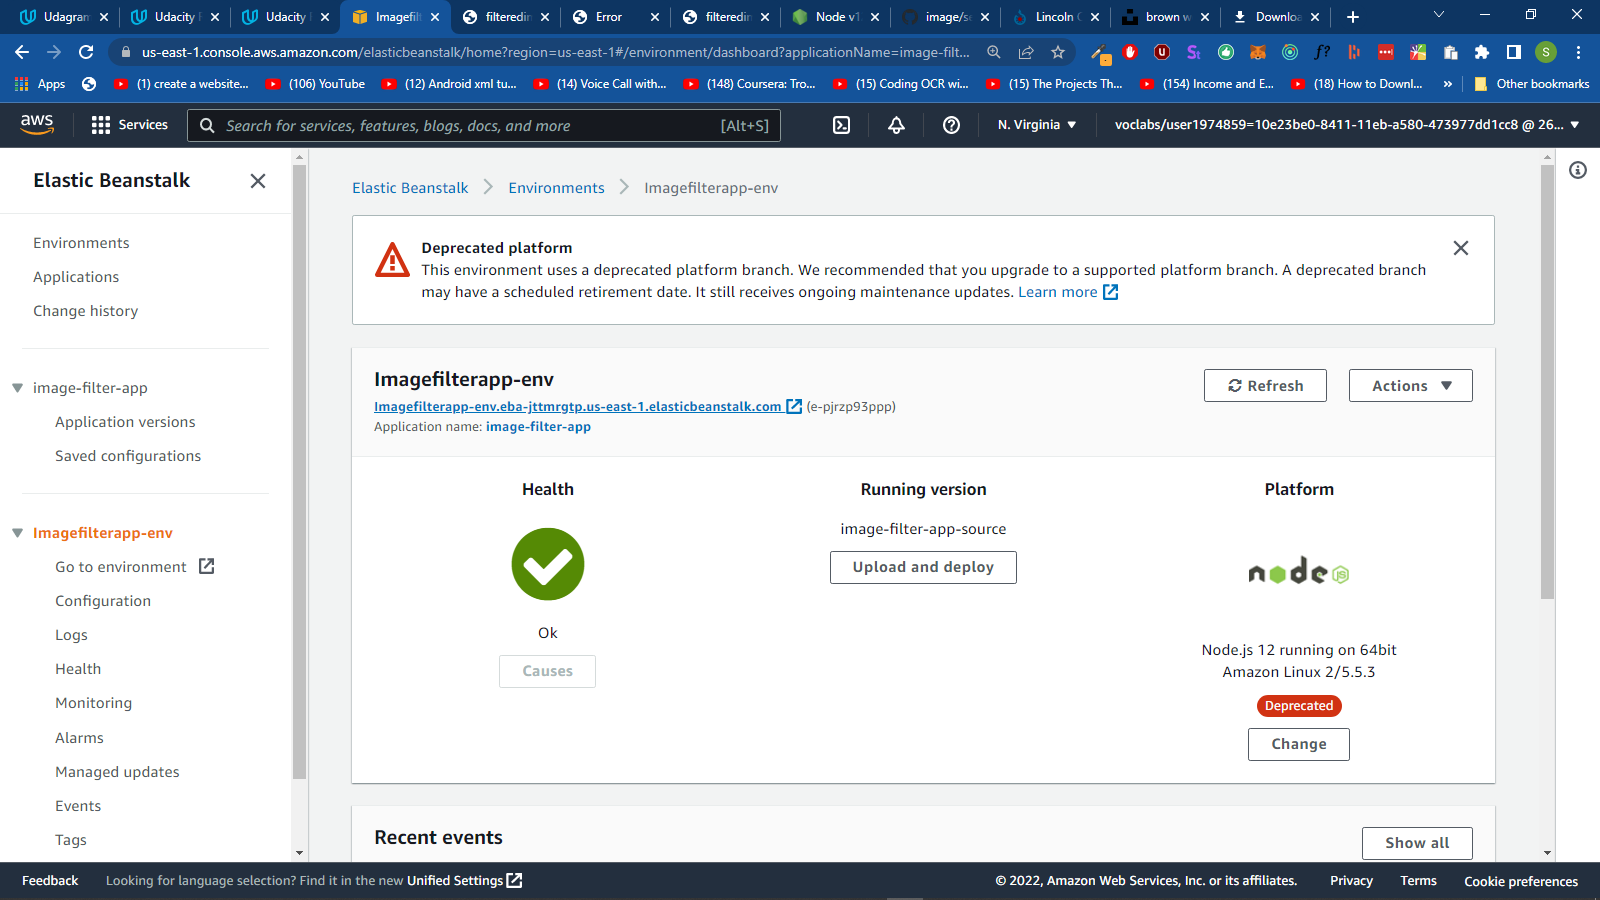 Udagram
Udacity
Udacity
Imagefilt
filteredim
Error
filteredim
Node v1
image/se
Lincoln
brown w
Downloa
us-east-1.console.aws.amazon.com/elasticbeanstalk/home?region=us-east-1#/environment/dashboard?applicationName=image-filt...
S
Apps
(1) create a website...
(106) YouTube
(12) Android xml tu...
(14) Voice Call with...
(148) Coursera: Tro...
(15) Coding OCR wi...
(15) The Projects Th...
(154) Income and E...
(18) How to Downl...
»
Other bookmarks
aws
Services
Search for services, features, blogs, docs, and more
[Alt+S]
N. Virginia
voclabs/user1974859=10e23be0-8411-11eb-a580-473977dd1cc8 @ 26...
Elastic Beanstalk
Environments
Applications
Change history
image-filter-app
Application versions
Saved configurations
Imagefilterapp-env
Go to environment
Configuration
Logs
Health
Monitoring
Alarms
Managed updates
Events
Tags
Elastic Beanstalk
Environments
Imagefilterapp-env
Deprecated platform
This environment uses a deprecated platform branch. We recommended that you upgrade to a supported platform branch. A deprecated branch
may have a scheduled retirement date. It still receives ongoing maintenance updates. Learn more
Imagefilterapp-env
Imagefilterapp-env.eba-jttmrgtp.us-east-1.elasticbeanstalk.com (e-pjrzp93ppp)
Application name: image-filter-app
Refresh
Actions
Health
Ok
Causes
Running version
image-filter-app-source
Upload and deploy
Platform
node JS
Node.js 12 running on 64bit
Amazon Linux 2/5.5.3
Deprecated
Change
Recent events
Show all
Feedback
Looking for language selection? Find it in the new Unified Settings
© 2022, Amazon Web Services, Inc. or its affiliates.
Privacy
Terms
Cookie preferences